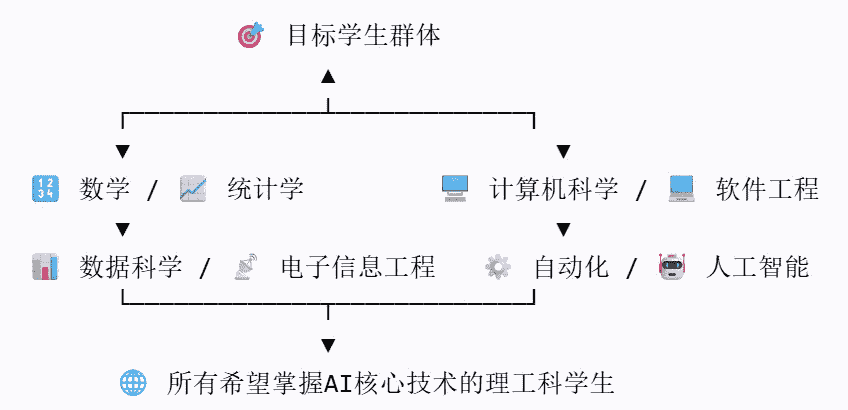 目标学生群体
数学 / 统计学 计算机科学 / 软件工程
数据科学 / 电子信息工程 自动化 / 人工智能
所有希望掌握AI核心技术的理工科学生